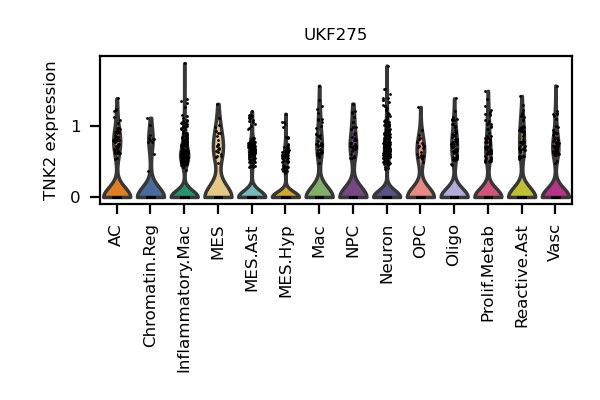 UKF275
TNK2 expression
1
0
AC
Chromatin.Reg
Inflammatory.Mac
MES
MES.Ast
MES.Hyp
Mac
NPC
Neuron
OPC
Oligo
Prolif.Metab
Reactive.Ast
Vasc